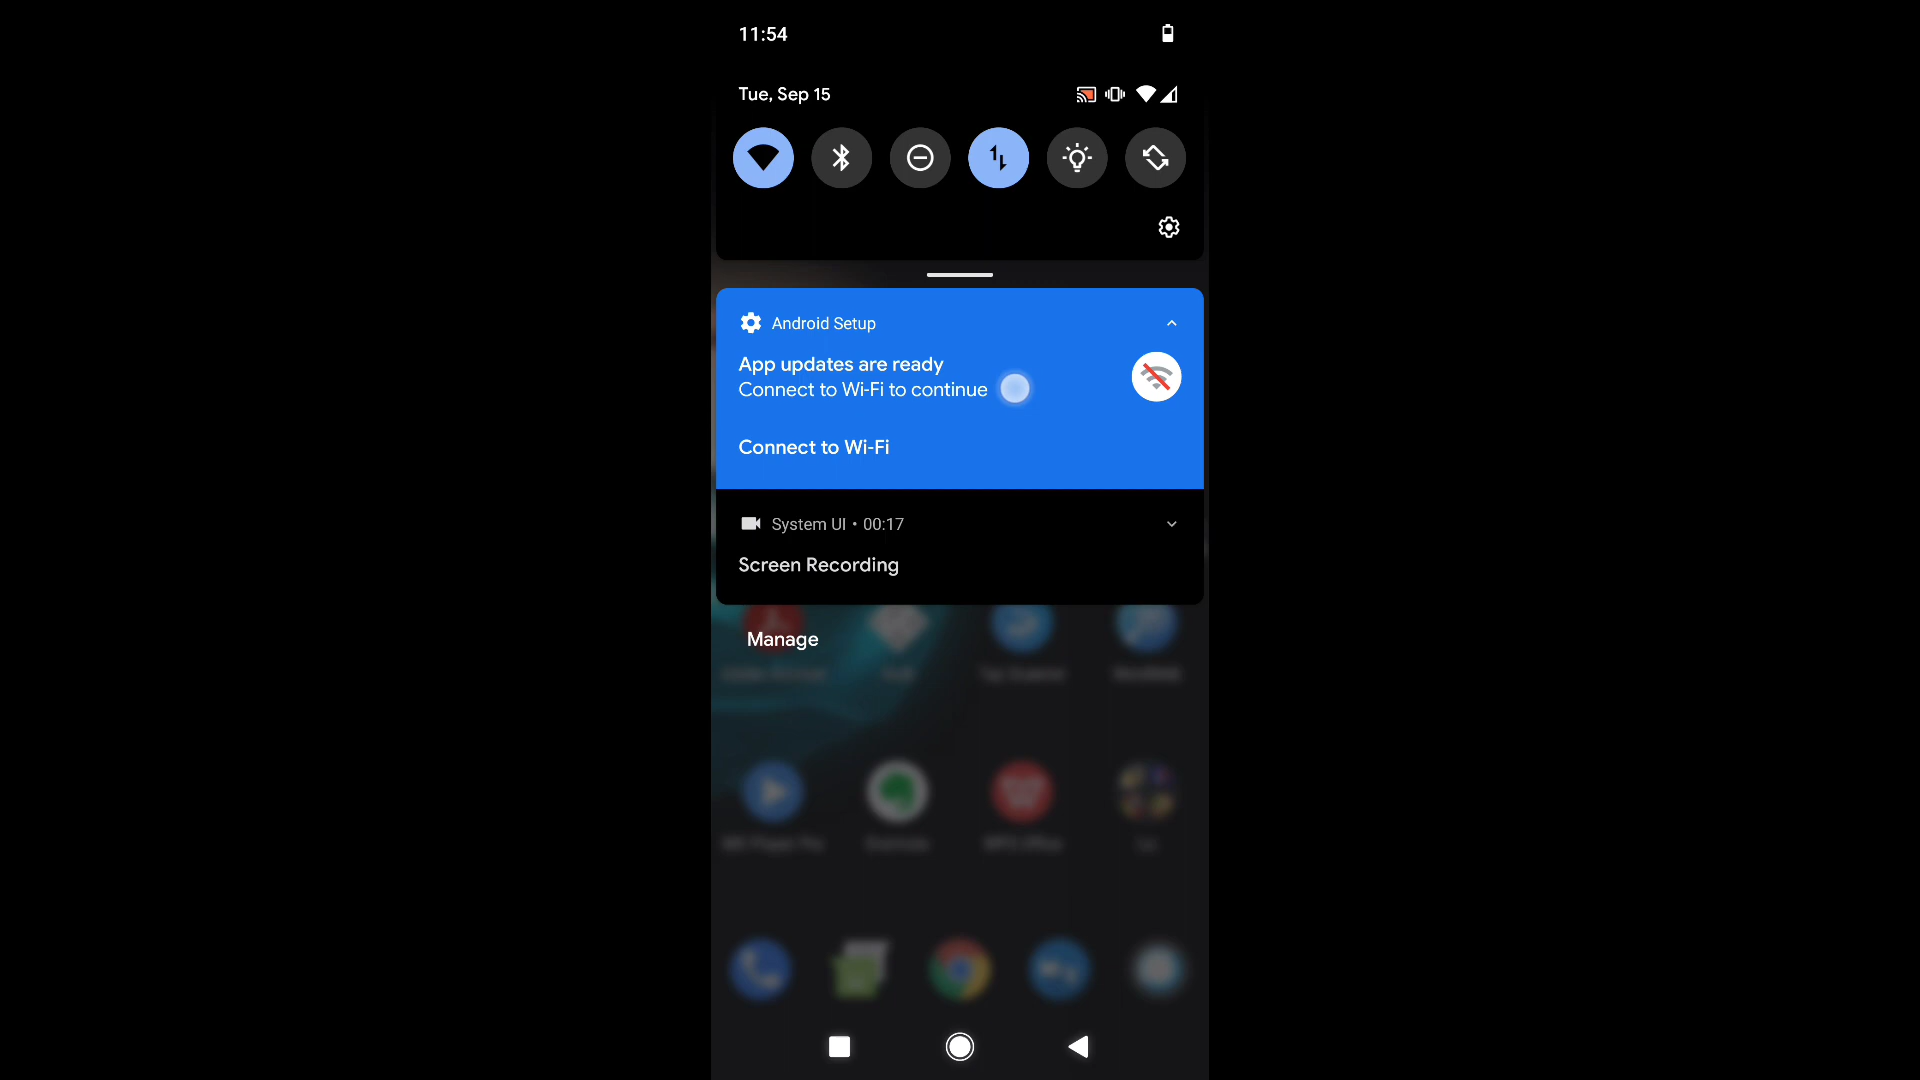 11:54
Tue, Sep 15
Android Setup
App updates are ready
Connect to Wi-Fi to continue
Connect to Wi-Fi
System UI • 00:17
Screen Recording
Manage